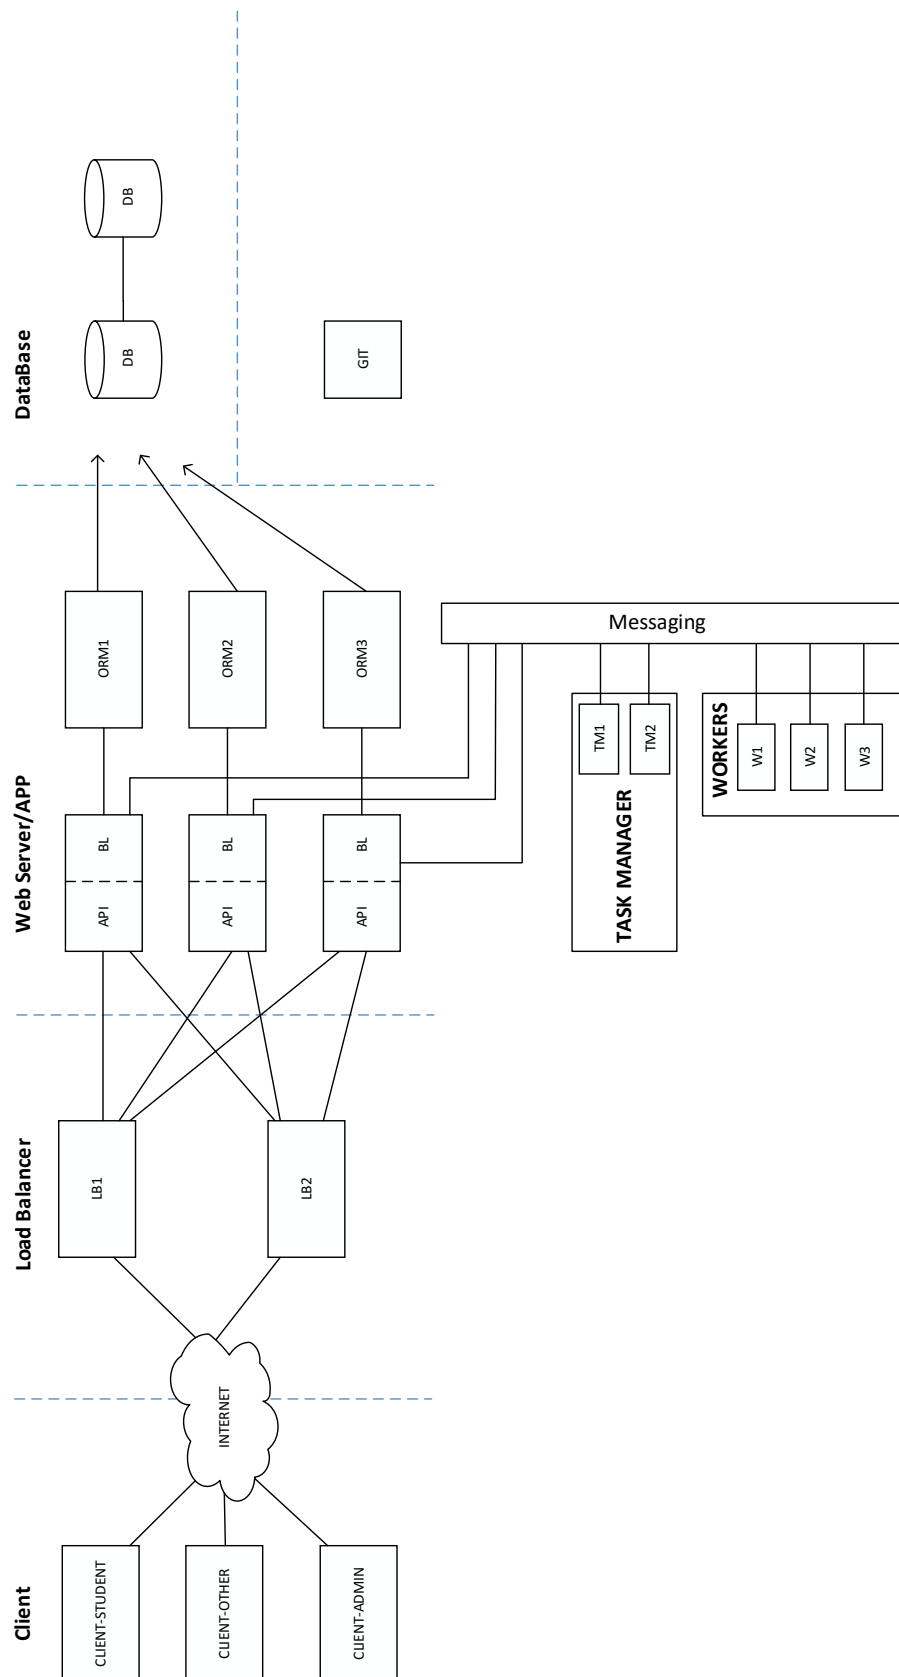 Client
Load Balancer
Web Server/APP
DataBase
CLIENT-STUDENT
CLIENT-OTHER
CLIENT-ADMIN
INTERNET
LB1
LB2
API
BL
API
BL
API
BL
ORM1
ORM2
ORM3
DB
DB
GIT
Messaging
TASK MANAGER
TM1
TM2
WORKERS
W1
W2
W3